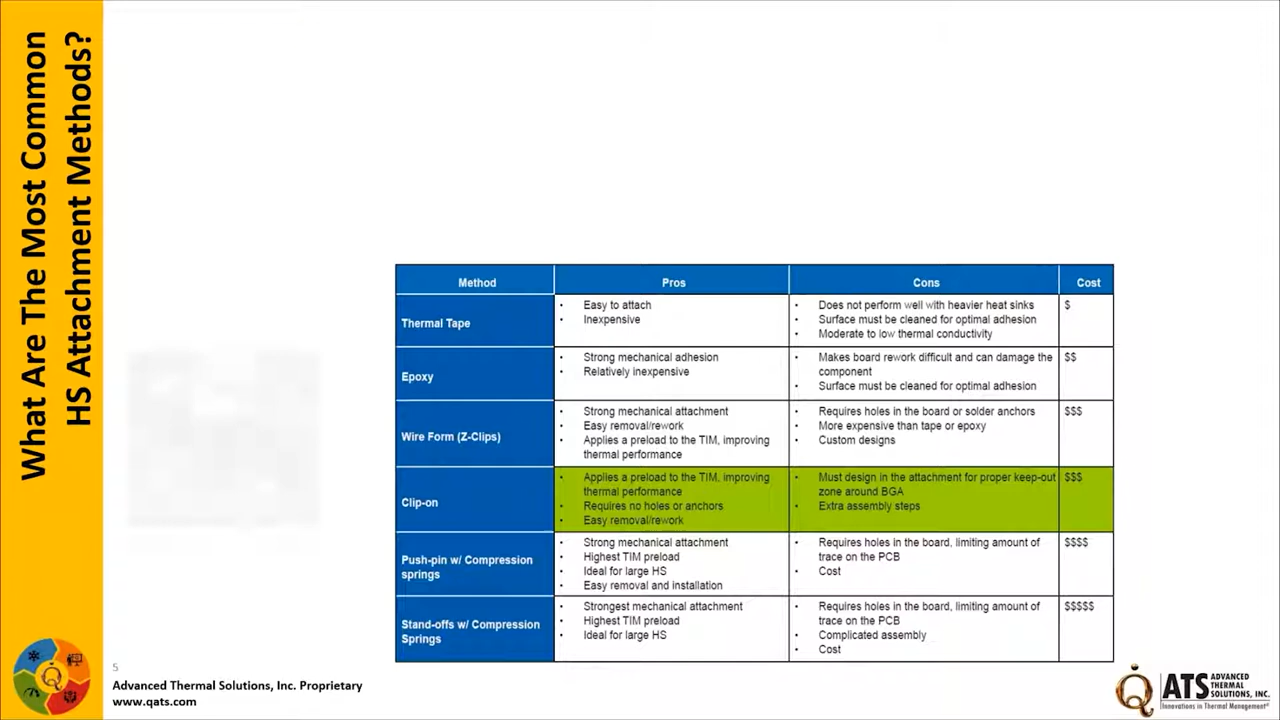 What Are The Most Common
HS Attachment Methods?
Method Pros Cons Cost
Thermal Tape
• Easy to attach
• Inexpensive
• Does not perform well with heavier heat sinks
• Surface must be cleaned for optimal adhesion
• Moderate to low thermal conductivity
$
Epoxy
• Strong mechanical adhesion
• Relatively inexpensive
• Makes board rework difficult and can damage the
component
• Surface must be cleaned for optimal adhesion
$$
Wire Form (Z-Clips)
• Strong mechanical attachment
• Easy removal/rework
• Applies a preload to the TIM, improving
thermal performance
• Requires holes in the board or solder anchors
• More expensive than tape or epoxy
• Custom designs
$$$
Clip-on
• Applies a preload to the TIM, improving
thermal performance
• Requires no holes or anchors
• Easy removal/rework
• Must design in the attachment for proper keep-out
zone around BGA
• Extra assembly steps
$$$
Push-pin w/ Compression
springs
• Strong mechanical attachment
• Highest TIM preload
• Ideal for large HS
• Easy removal and installation
• Requires holes in the board, limiting amount of
trace on the PCB
• Cost
$$$$
Stand-offs w/ Compression
Springs
• Strongest mechanical attachment
• Highest TIM preload
• Ideal for large HS
• Requires holes in the board, limiting amount of
trace on the PCB
• Complicated assembly
• Cost
$$$$$
5
Advanced Thermal Solutions, Inc. Proprietary
www.qats.com
Q
Q
ATS
ADVANCED
THERMAL
SOLUTIONS, INC.
Innovations in Thermal Management®